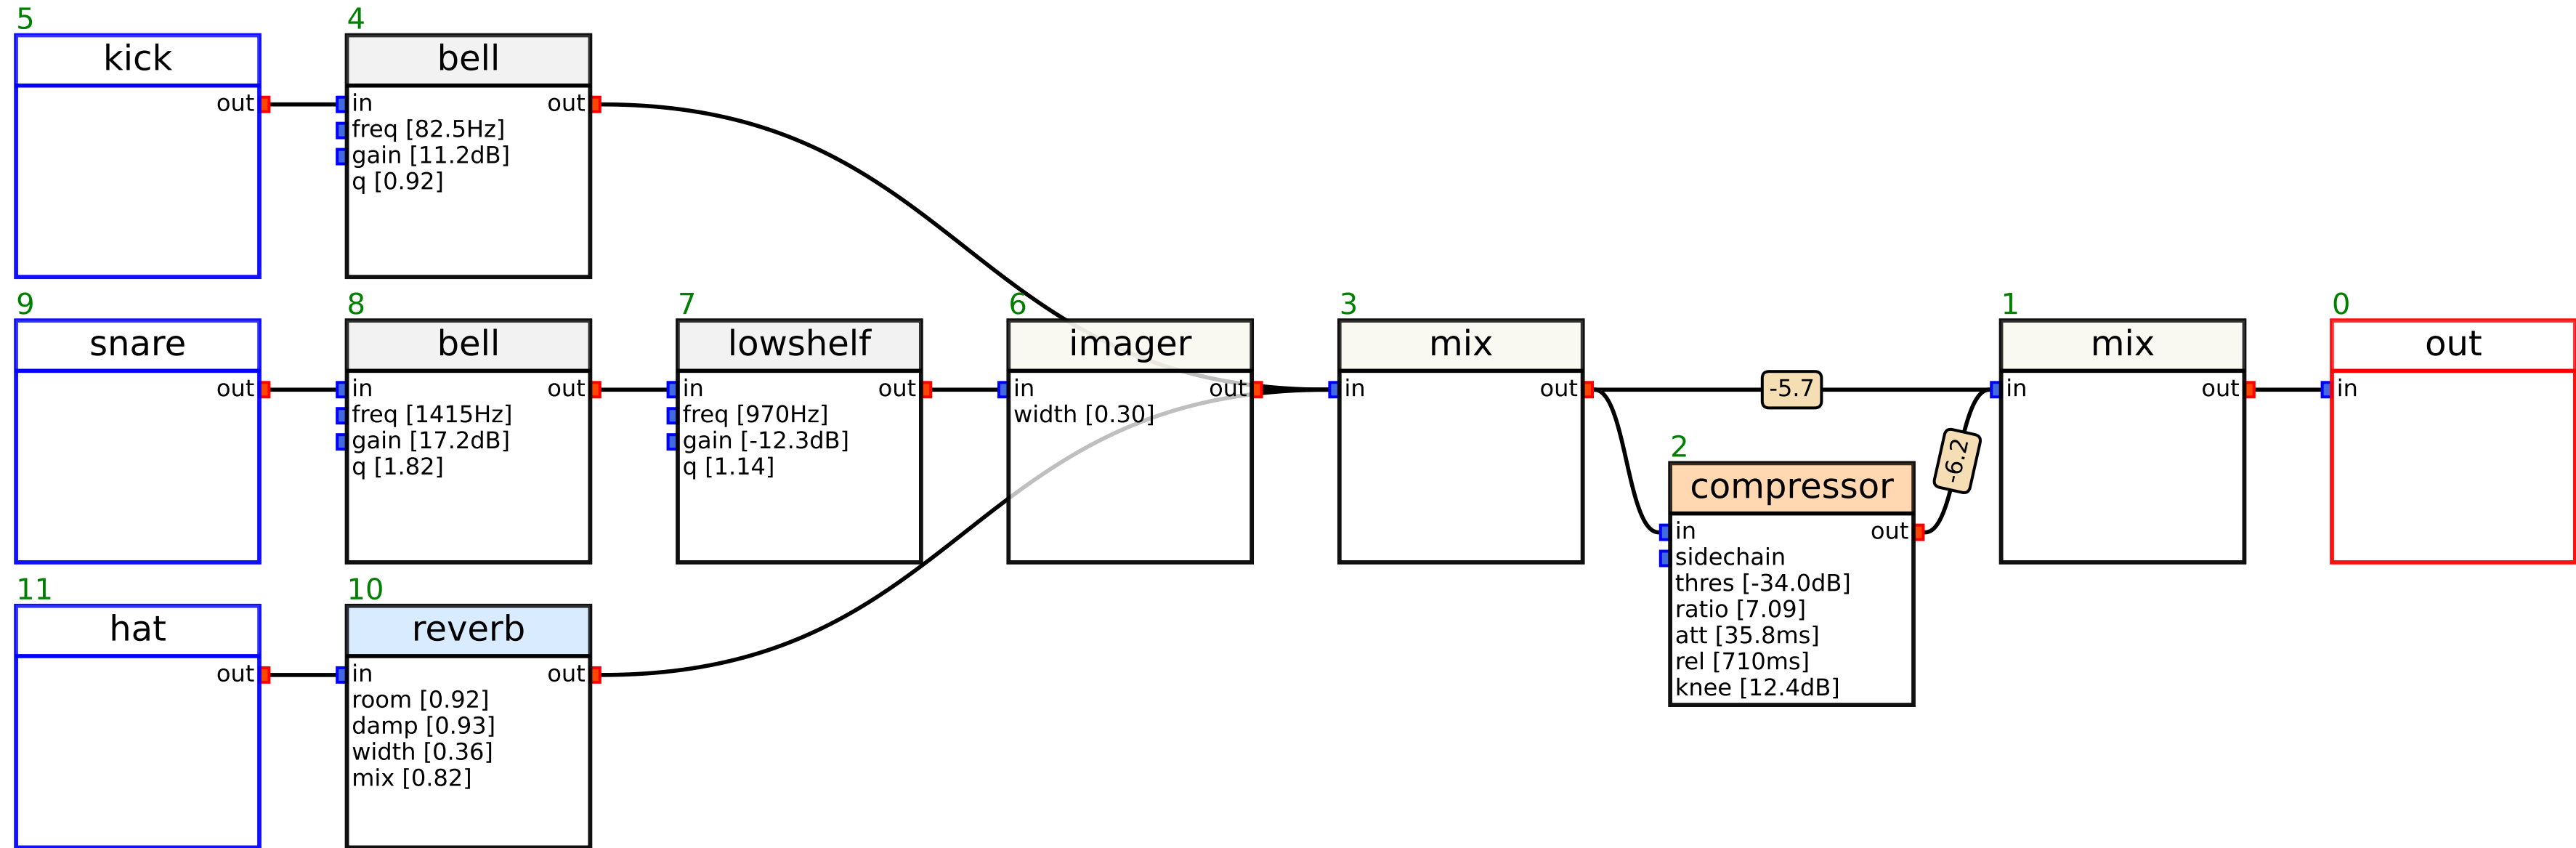 5
kick
out
4
bell
in
out
freq [82.5Hz]
gain [11.2dB]
q [0.92]
9
snare
out
8
bell
in
out
freq [1415Hz]
gain [17.2dB]
q [1.82]
7
lowshelf
in
out
freq [970Hz]
gain [-12.3dB]
q [1.14]
6
imager
in
out
width [0.30]
3
mix
in
out
-5.7
2
compressor
in
out
sidechain
thres [-34.0dB]
ratio [7.09]
att [35.8ms]
rel [710ms]
knee [12.4dB]
-6.2
1
mix
in
out
0
out
in
11
hat
out
10
reverb
in
out
room [0.92]
damp [0.93]
width [0.36]
mix [0.82]